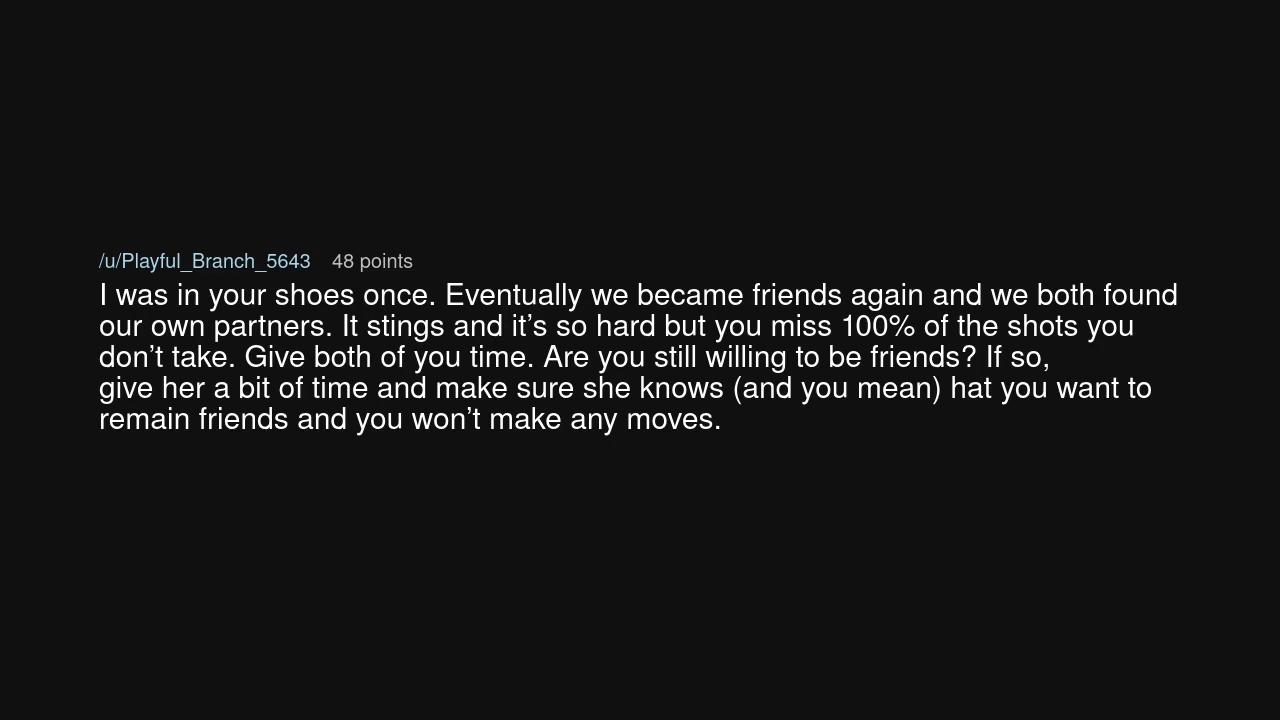 /u/Playful_Branch_5643 48 points
I was in your shoes once. Eventually we became friends again and we both found
our own partners. It stings and it’s so hard but you miss 100% of the shots you
don’t take. Give both of you time. Are you still willing to be friends? If so,
give her a bit of time and make sure she knows (and you mean) hat you want to
remain friends and you won’t make any moves.